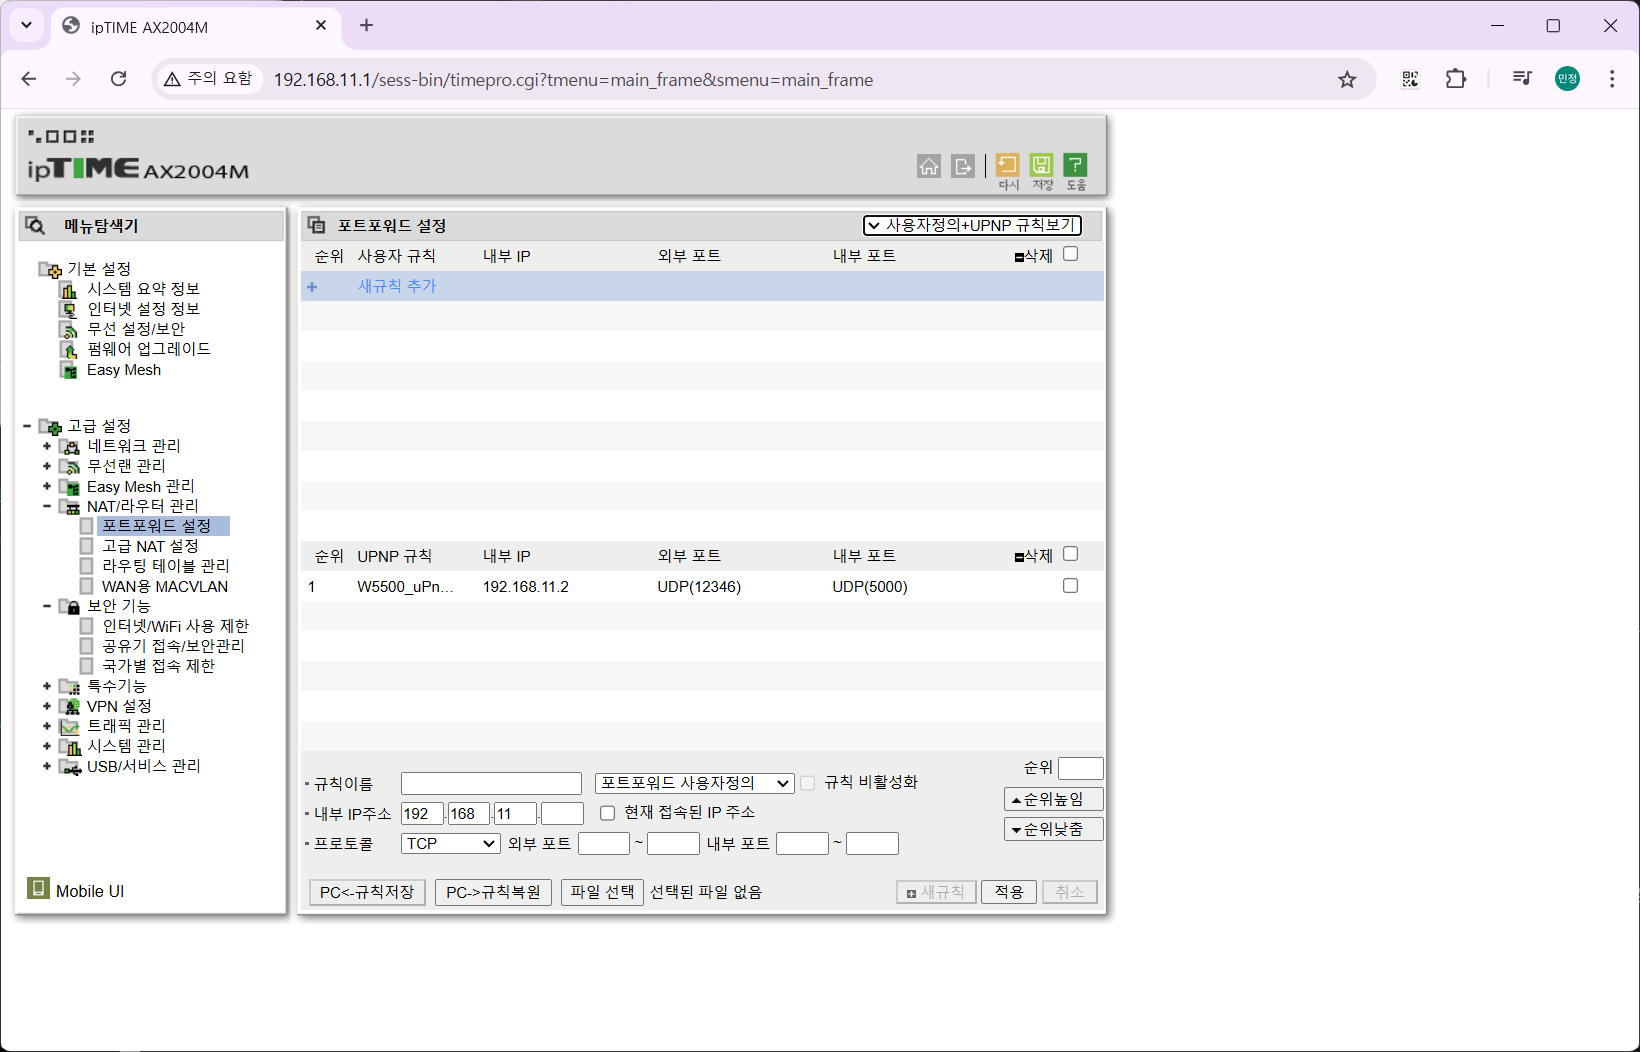 ipTIME AX2004M
주의 요함
192.168.11.1/sess-bin/timepro.cgi?tmenu=main_frame&smenu=main_frame
민정
ipTIME AX2004M
다시 저장 도움
메뉴탐색기
기본 설정
시스템 요약 정보
인터넷 설정 정보
무선 설정/보안
펌웨어 업그레이드
Easy Mesh
고급 설정
네트워크 관리
무선랜 관리
Easy Mesh 관리
NAT/라우터 관리
포트포워드 설정
고급 NAT 설정
라우팅 테이블 관리
WAN용 MACVLAN
보안 기능
인터넷/WiFi 사용 제한
공유기 접속/보안관리
국가별 접속 제한
특수기능
VPN 설정
트래픽 관리
시스템 관리
USB/서비스 관리
Mobile UI
포트포워드 설정 사용자정의+UPNP 규칙보기
순위 사용자 규칙 내부 IP 외부 포트 내부 포트 삭제
+ 새규칙 추가
순위 UPNP 규칙 내부 IP 외부 포트 내부 포트 삭제
1 W5500_uPn... 192.168.11.2 UDP(12346) UDP(5000)
순위
규칙이름 포트포워드 사용자정의 규칙 비활성화
순위높임
내부 IP주소 192 . 168 . 11 . 현재 접속된 IP 주소
순위낮춤
프로토콜 TCP 외부 포트 ~ 내부 포트 ~
PC<-규칙저장 PC->규칙복원 파일 선택 선택된 파일 없음 새규칙 적용 취소